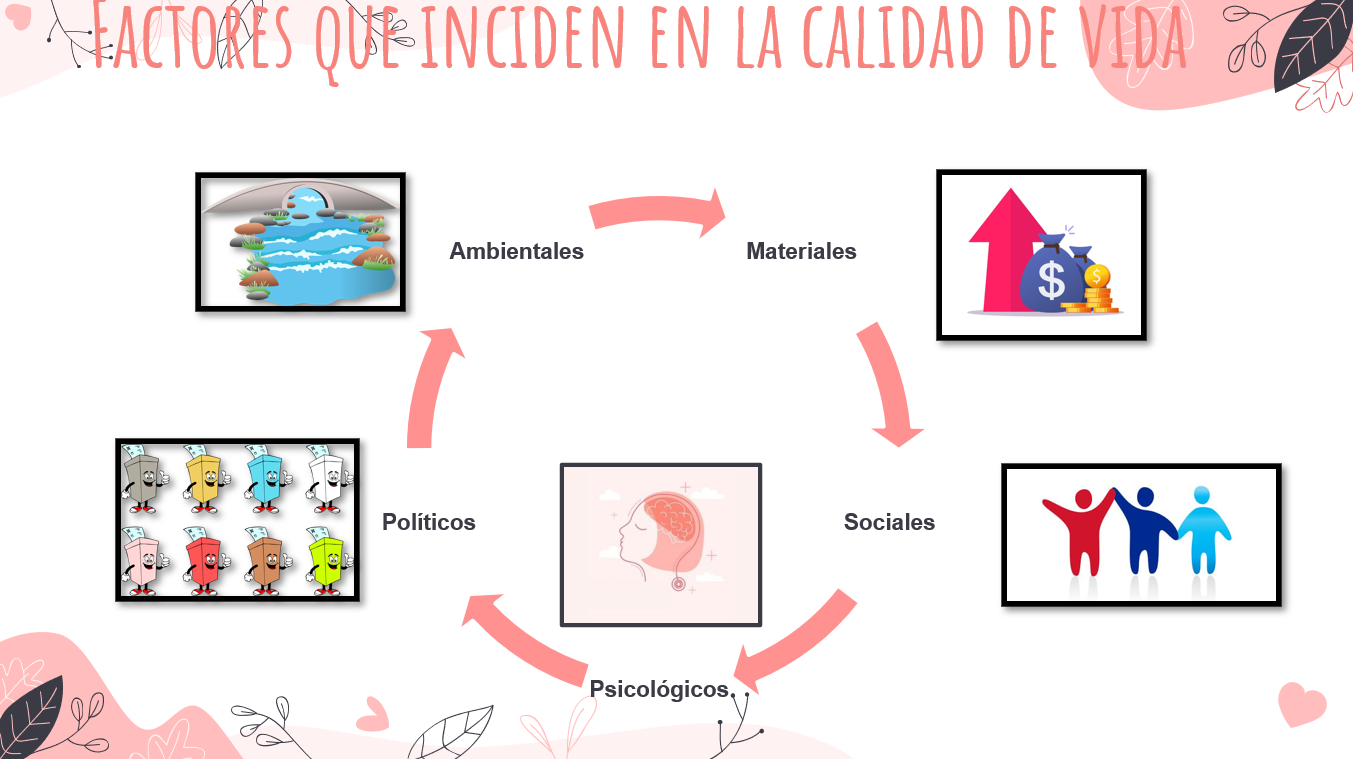 Factores que inciden en la calidad de vida
Ambientales
Materiales
$
$
Políticos
Sociales
Psicológicos